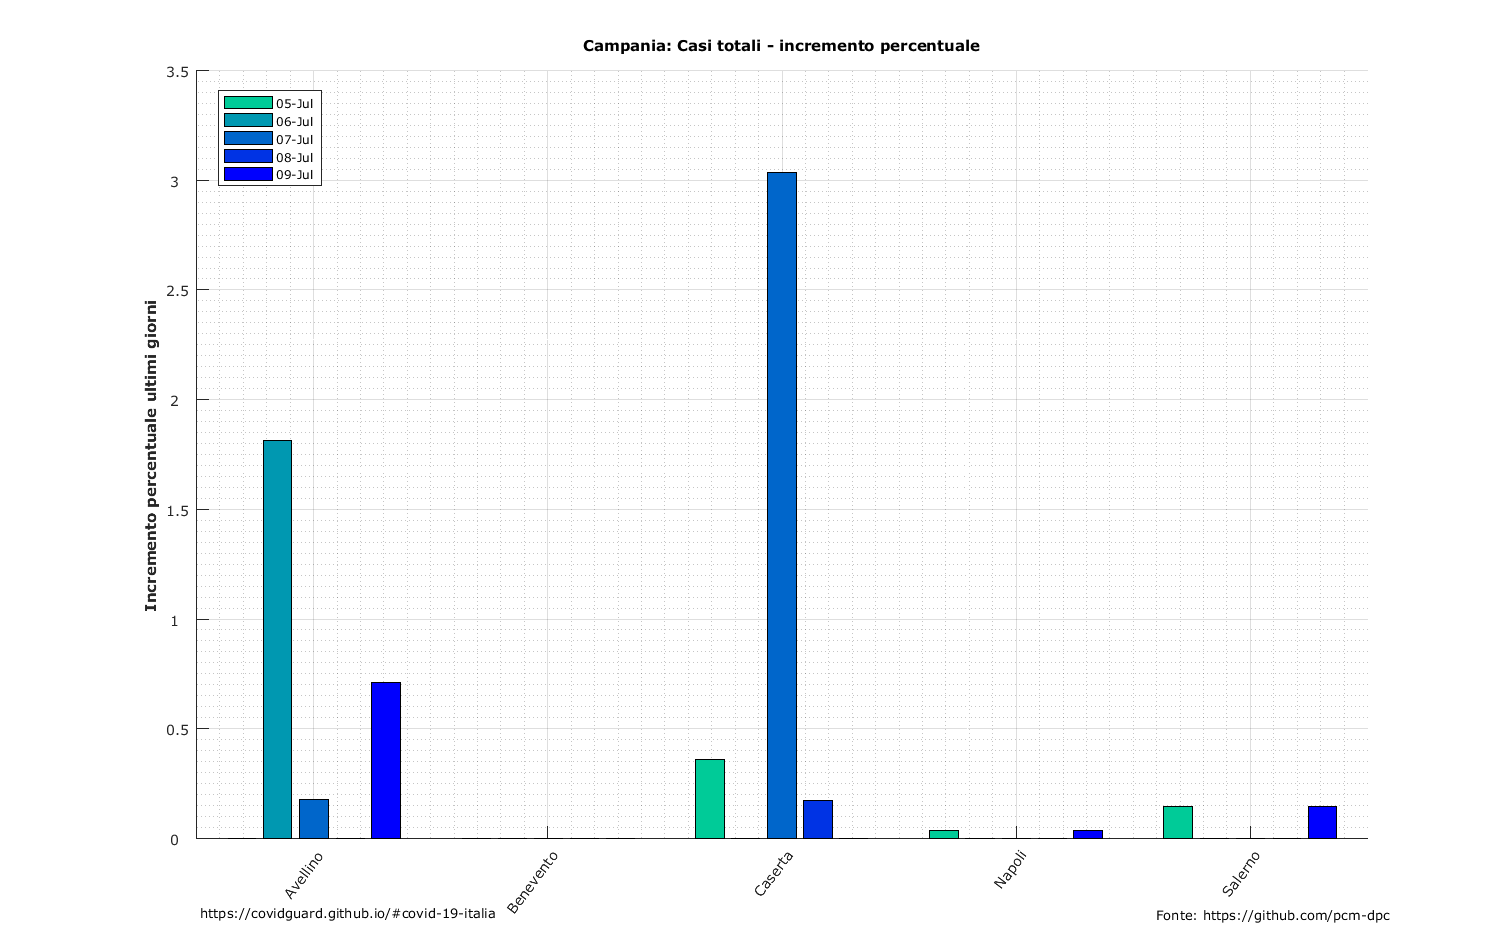 Campania: Casi totali - incremento percentuale
3.5
3
2.5
2
1.5
1
0.5
0
Incremento percentuale ultimi giorni
05-Jul
06-Jul
07-Jul
08-Jul
09-Jul
Avellino
Benevento
Caserta
Napoli
Salerno
https://covidguard.github.io/#covid-19-italia
Fonte: https://github.com/pcm-dpc